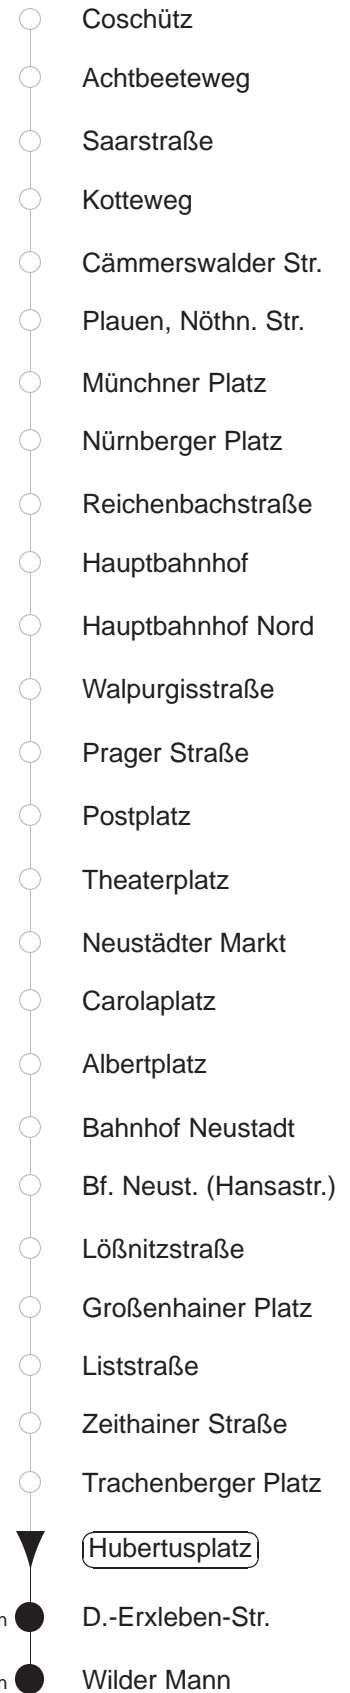 Coschütz
Achtbeeteweg
Saarstraße
Kotteweg
Cämmerswalder Str.
Plauen, Nöthn. Str.
Münchner Platz
Nürnberger Platz
Reichenbachstraße
Hauptbahnhof
Hauptbahnhof Nord
Walpurgisstraße
Prager Straße
Postplatz
Theaterplatz
Neustädter Markt
Carolaplatz
Albertplatz
Bahnhof Neustadt
Bf. Neust. (Hansastr.)
Lößnitzstraße
Großenhainer Platz
Liststraße
Zeithainer Straße
Trachenberger Platz
Hubertusplatz
D.-Erxleben-Str.
Wilder Mann